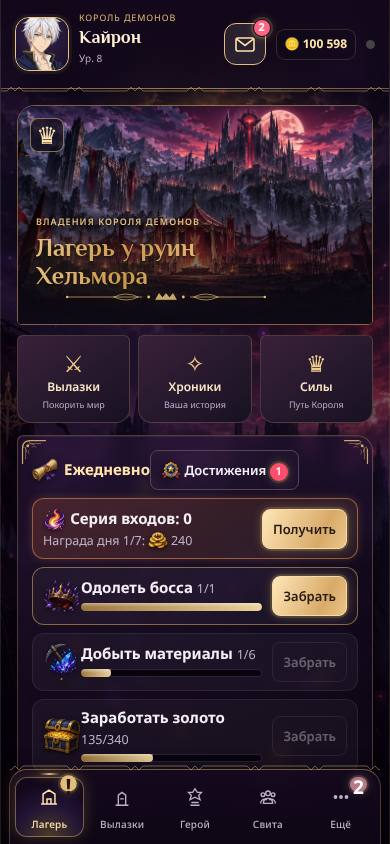 КОРОЛЬ ДЕМОНОВ
Кайрон
Ур. 8
2
100 598
ВЛАДЕНИЯ КОРОЛЯ ДЕМОНОВ
Лагерь у руин
Хельмора
Вылазки
Покорить мир
Хроники
Ваша история
Силы
Путь Короля
Ежедневно
Достижения 1
Серия входов: 0
Награда дня 1/7: 240
Получить
Одолеть босса 1/1
Забрать
Добыть материалы 1/6
Забрать
Заработать золото
135/340
Забрать
!
Лагерь
Вылазки
Герой
Свита
2
Ещё